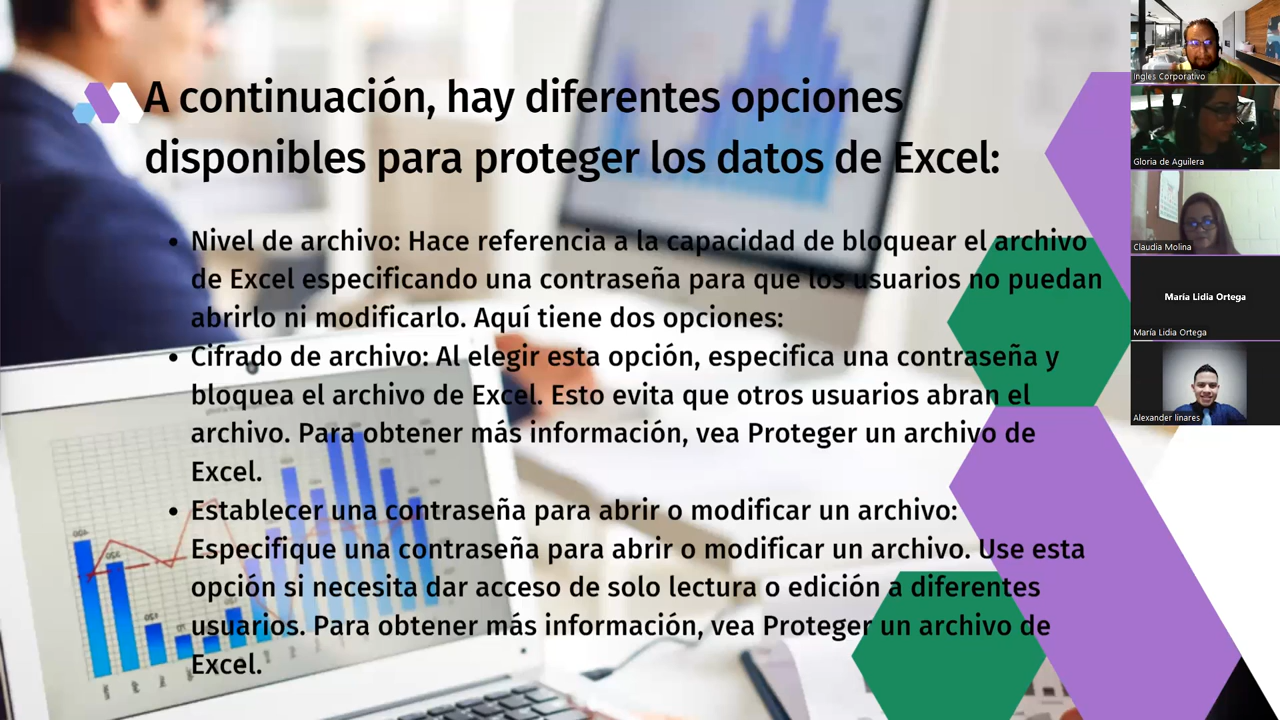 A continuación, hay diferentes opciones
disponibles para proteger los datos de Excel:
• Nivel de archivo: Hace referencia a la capacidad de bloquear el archivo
de Excel especificando una contraseña para que los usuarios no puedan
abrirlo ni modificarlo. Aquí tiene dos opciones:
• Cifrado de archivo: Al elegir esta opción, especifica una contraseña y
bloquea el archivo de Excel. Esto evita que otros usuarios abran el
archivo. Para obtener más información, vea Proteger un archivo de
Excel.
• Establecer una contraseña para abrir o modificar un archivo:
Especifique una contraseña para abrir o modificar un archivo. Use esta
opción si necesita dar acceso de solo lectura o edición a diferentes
usuarios. Para obtener más información, vea Proteger un archivo de
Excel.
Ingles Corporativo
Gloria de Aguilera
Claudia Molina
María Lidia Ortega
María Lidia Ortega
Alexander linares